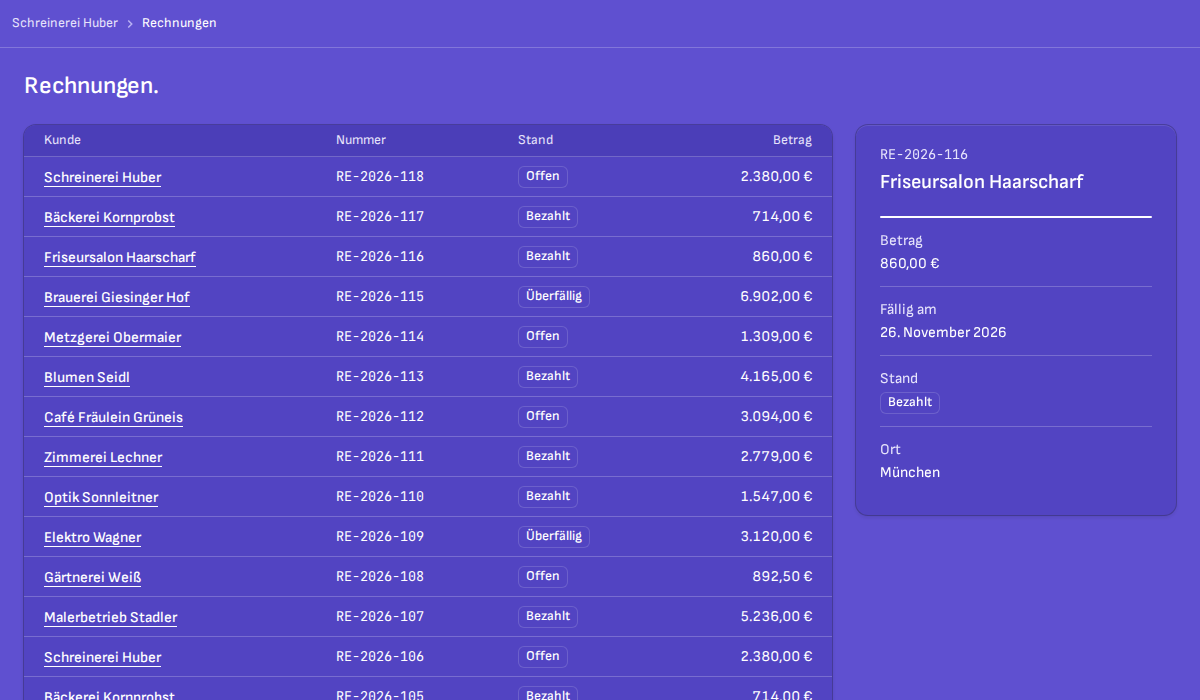 Schreinerei Huber > Rechnungen
Rechnungen.
Kunde Nummer Stand Betrag
Schreinerei Huber RE-2026-118 Offen 2.380,00 €
Bäckerei Kornprobst RE-2026-117 Bezahlt 714,00 €
Friseursalon Haarscharf RE-2026-116 Bezahlt 860,00 €
Brauerei Giesinger Hof RE-2026-115 Überfällig 6.902,00 €
Metzgerei Obermaier RE-2026-114 Offen 1.309,00 €
Blumen Seidl RE-2026-113 Bezahlt 4.165,00 €
Café Fräulein Grüneis RE-2026-112 Offen 3.094,00 €
Zimmerei Lechner RE-2026-111 Bezahlt 2.779,00 €
Optik Sonnleitner RE-2026-110 Bezahlt 1.547,00 €
Elektro Wagner RE-2026-109 Überfällig 3.120,00 €
Gärtnerei Weiß RE-2026-108 Offen 892,50 €
Malerbetrieb Stadler RE-2026-107 Bezahlt 5.236,00 €
Schreinerei Huber RE-2026-106 Offen 2.380,00 €
Bäckerei Kornprobst RE-2026-105 Bezahlt 714,00 €
RE-2026-116
Friseursalon Haarscharf
Betrag
860,00 €
Fällig am
26. November 2026
Stand
Bezahlt
Ort
München